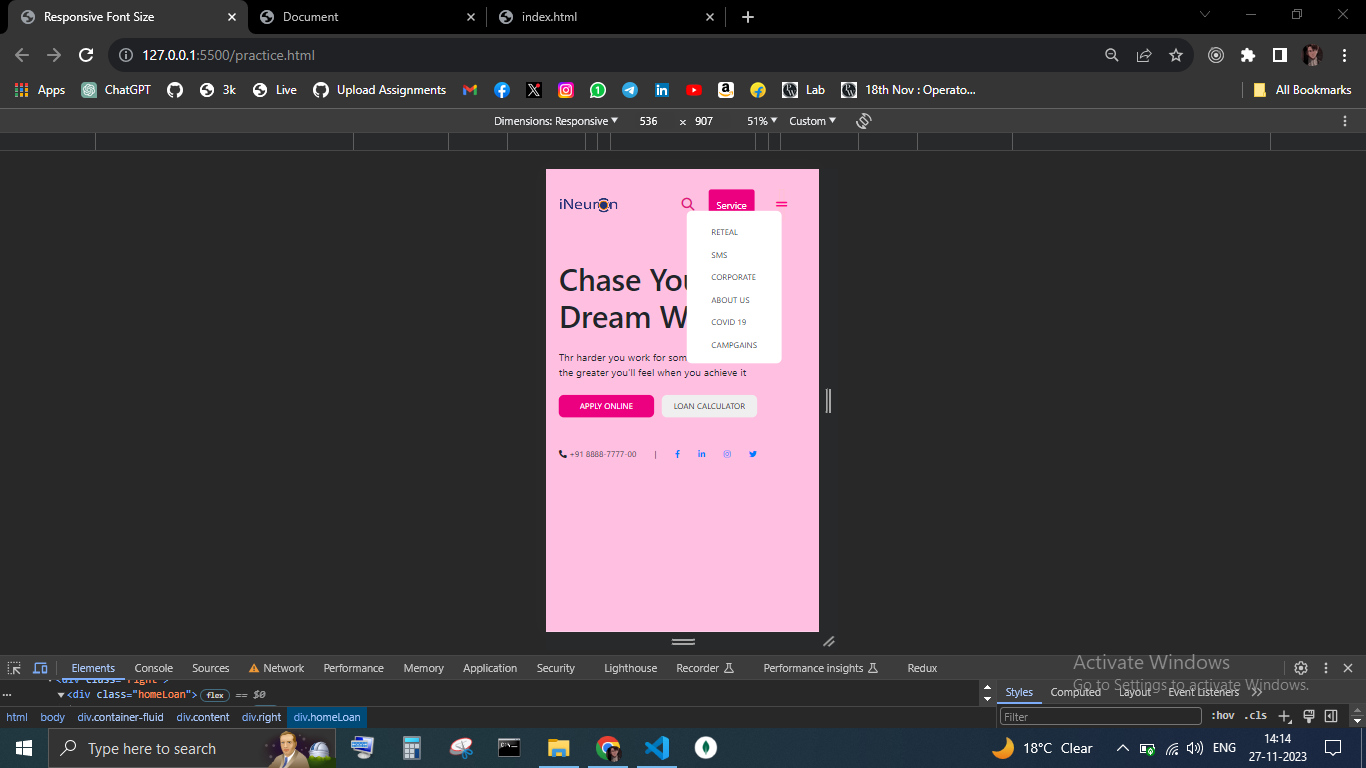 Responsive Font Size
Document
index.html
127.0.0.1:5500/practice.html
Apps
ChatGPT
3k
Live
Upload Assignments
Lab
18th Nov : Operato...
All Bookmarks
Dimensions: Responsive
536
×
907
51%
Custom
iNeuron
Service
RETEAL
SMS
CORPORATE
ABOUT US
COVID 19
CAMPGAINS
Chase You
Dream W
Thr harder you work for som
the greater you'll feel when you achieve it
APPLY ONLINE
LOAN CALCULATOR
+91 8888-7777-00
|
Elements
Console
Sources
Network
Performance
Memory
Application
Security
Lighthouse
Recorder
Performance insights
Redux
Activate Windows
Go to Settings to activate Windows.
<div class="right">
... <div class="homeLoan"> flex == $0
Styles
Computed
Layout
Event Listeners
html
body
div.container-fluid
div.content
div.right
div.homeLoan
Filter
:hov
.cls
Type here to search
18°C Clear
ENG
14:14
27-11-2023